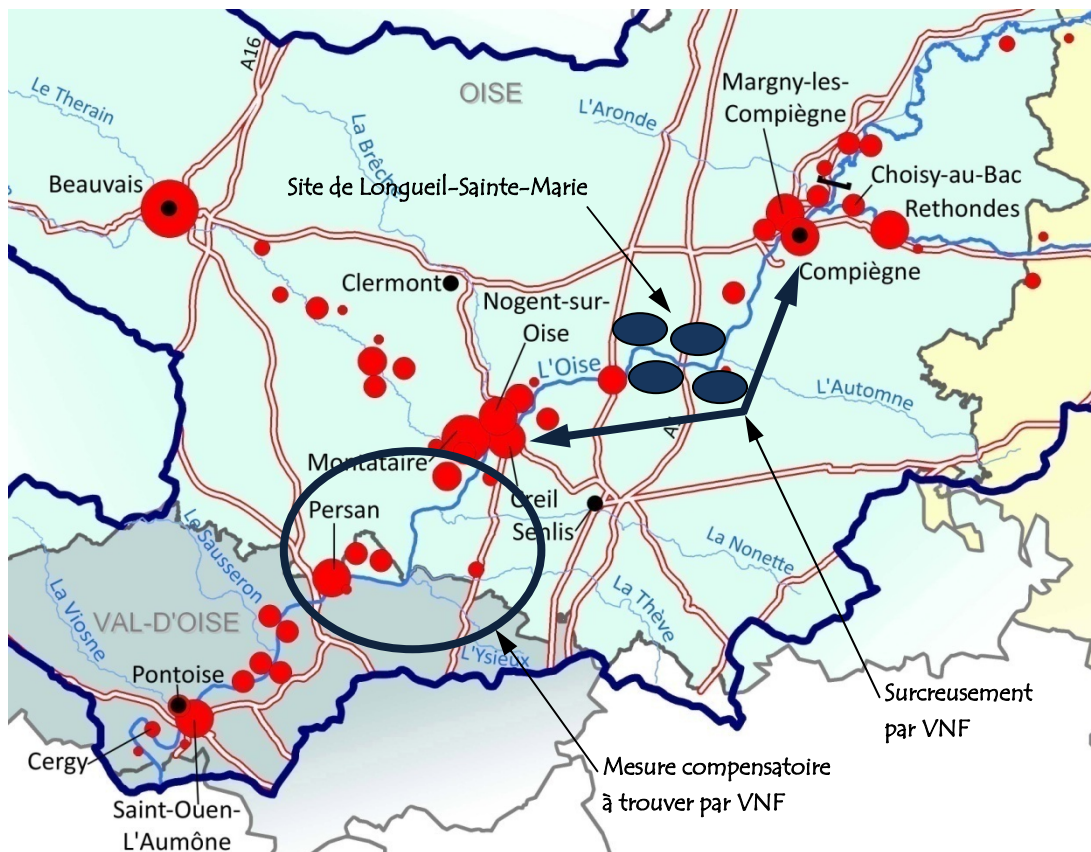 A16
OISE
Le Therain
La Brêche
L'Aronde
Margny-les-
Compiègne
Beauvais
Site de Longueil-Sainte-Marie
Choisy-au-Bac
Rethondes
Clermont
Compiègne
Nogent-sur-
Oise
L'Oise
L'Automne
Montataire
Creil
Persan
Senlis
Le Sausseron
La Nonette
La Viosne
VAL-D'OISE
La Thève
L'Ysieux
Pontoise
Surcreusement
par VNF
Cergy
Mesure compensatoire
à trouver par VNF
Saint-Ouen-
L'Aumône